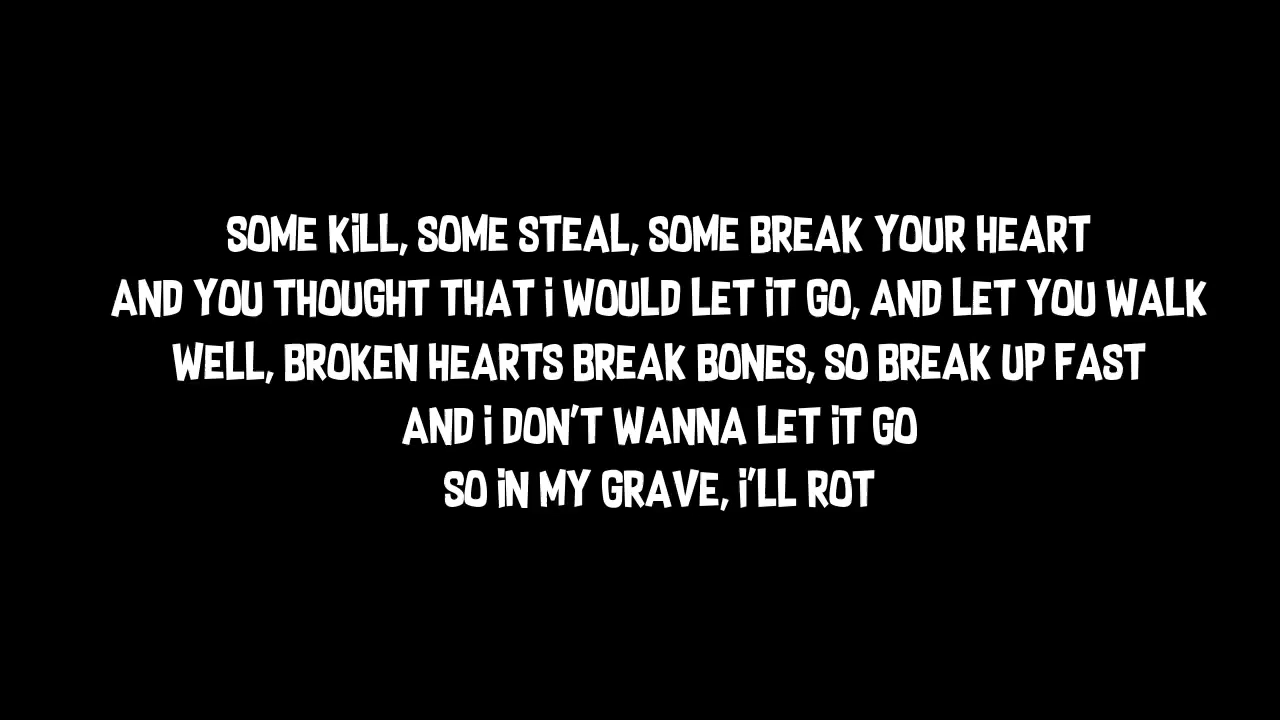 SOME KiLL, SOME STEAL, SOME BREAK YOUR HEART
AND YOU THOUGHT THAT i WOULD LET iT GO, AND LET YOU WALK
WELL, BROKEN HEARTS BREAK BONES, SO BREAK UP FAST
AND i DON'T WANNA LET iT GO
SO iN MY GRAVE, i'LL ROT